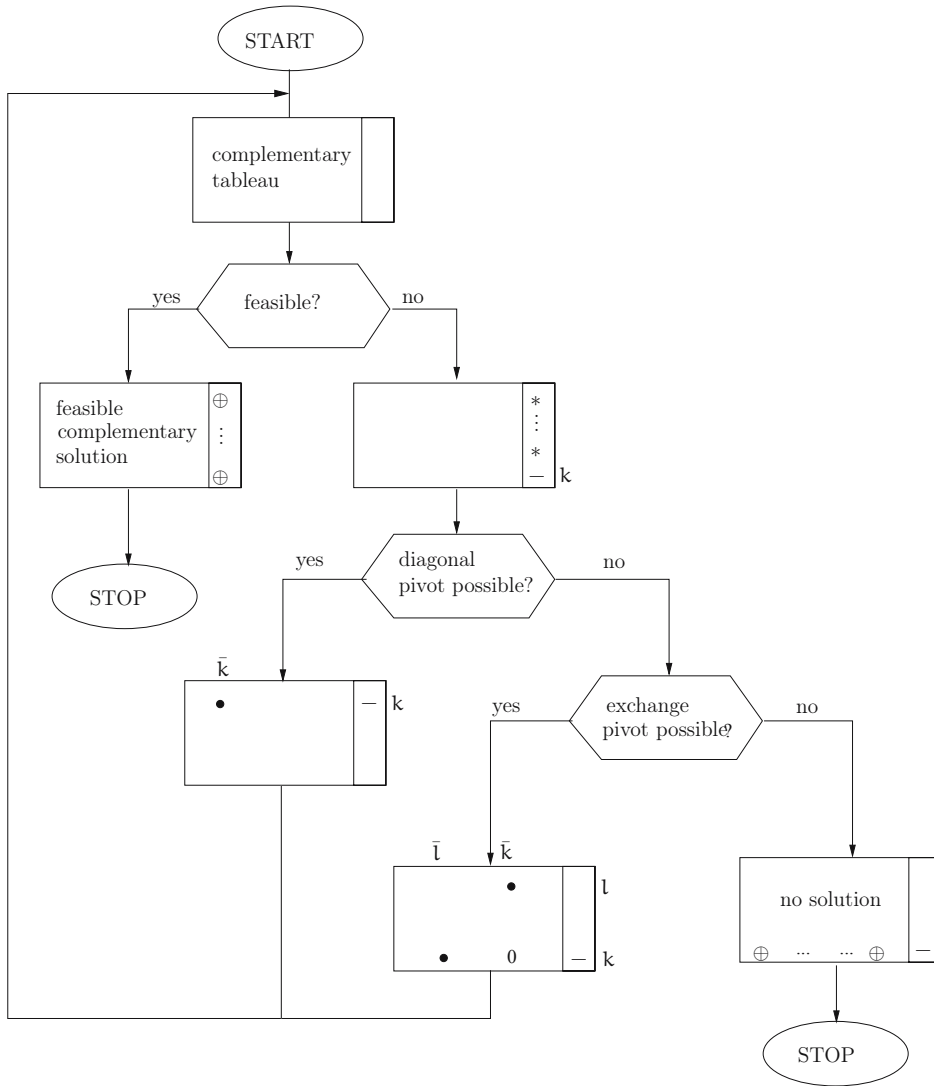 START
complementary
tableau
feasible?
yes
no
feasible
complementary
solution
⊕
⋮
⊕
*
⋮
*
− k
STOP
diagonal
pivot possible?
yes
no
k̄
• − k
exchange
pivot possible?
yes
no
l̄ k̄
• l
• 0 − k
no solution
⊕ ... ... ⊕ −
STOP